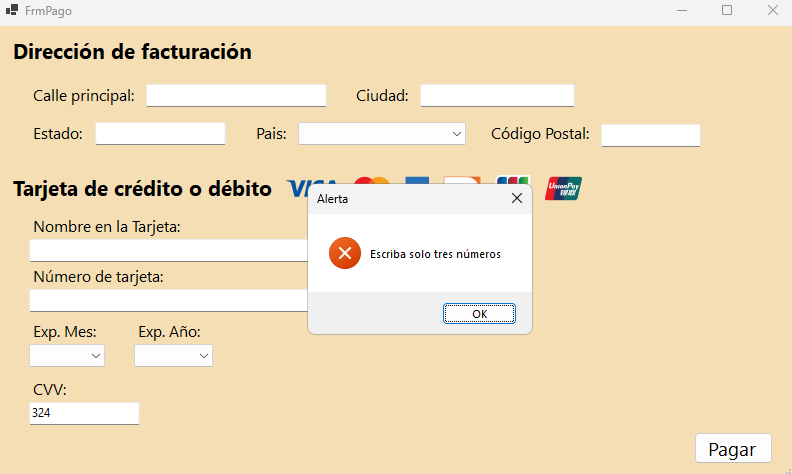 FrmPago
Dirección de facturación
Calle principal:
Ciudad:
Estado:
Pais:
Código Postal:
Tarjeta de crédito o débito
VISA
UnionPay
银联
Nombre en la Tarjeta:
Número de tarjeta:
Exp. Mes:
Exp. Año:
CVV:
324
Alerta
Escriba solo tres números
OK
Pagar